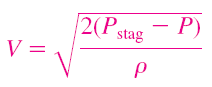 V = √(2(P_stag − P) / ρ)